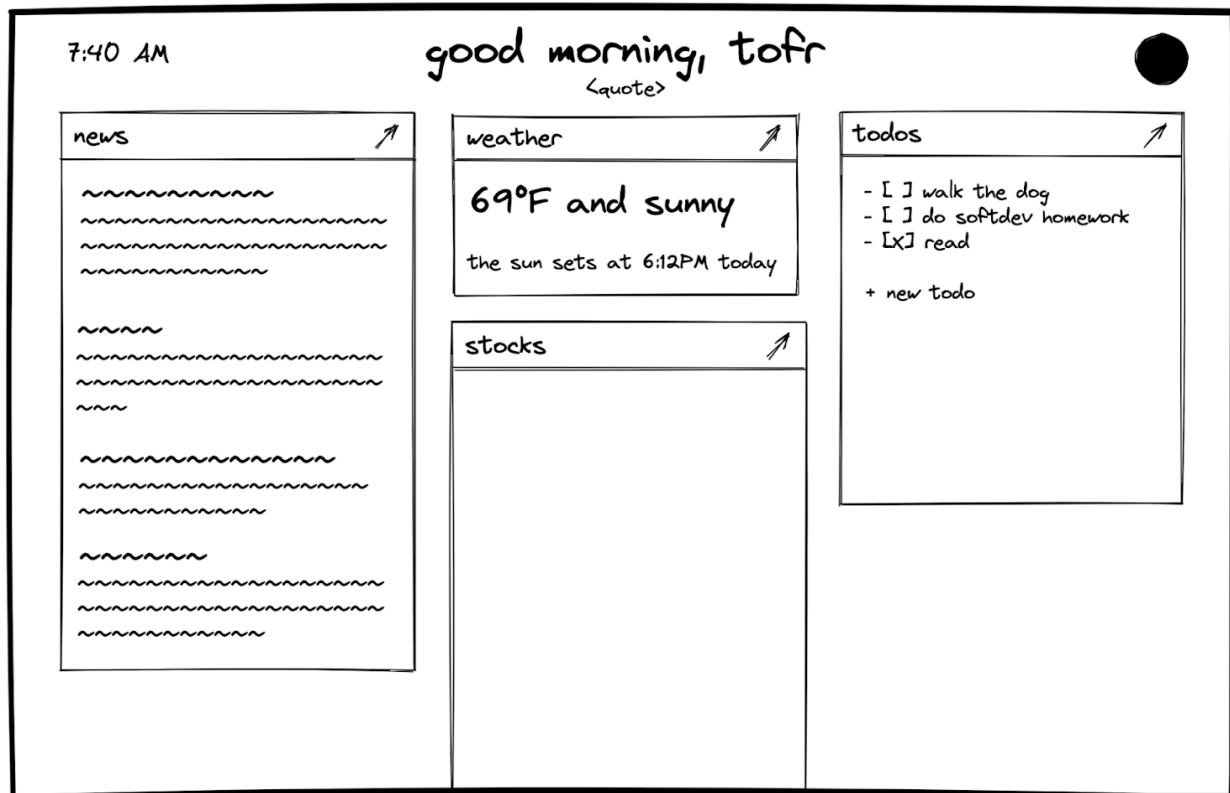 7:40 AM
good morning, tofr
<quote>
news
weather
69°F and sunny
the sun sets at 6:12PM today
stocks
todos
- [ ] walk the dog
- [ ] do softdev homework
- [x] read
+ new todo